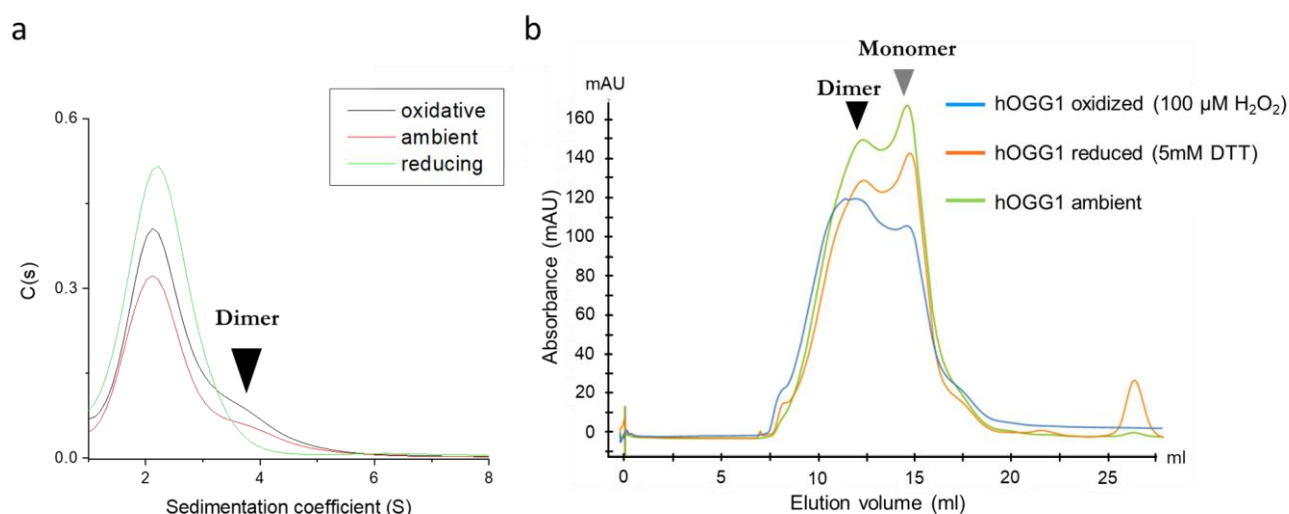 a
0.6
0.3
0.0
C(s)
oxidative
ambient
reducing
Dimer
2
4
6
8
Sedimentation coefficient (S)
b
mAU
160
140
120
100
80
60
40
20
0
Absorbance (mAU)
Dimer
Monomer
hOGG1 oxidized (100 µM H₂O₂)
hOGG1 reduced (5mM DTT)
hOGG1 ambient
0
5
10
15
20
25
ml
Elution volume (ml)